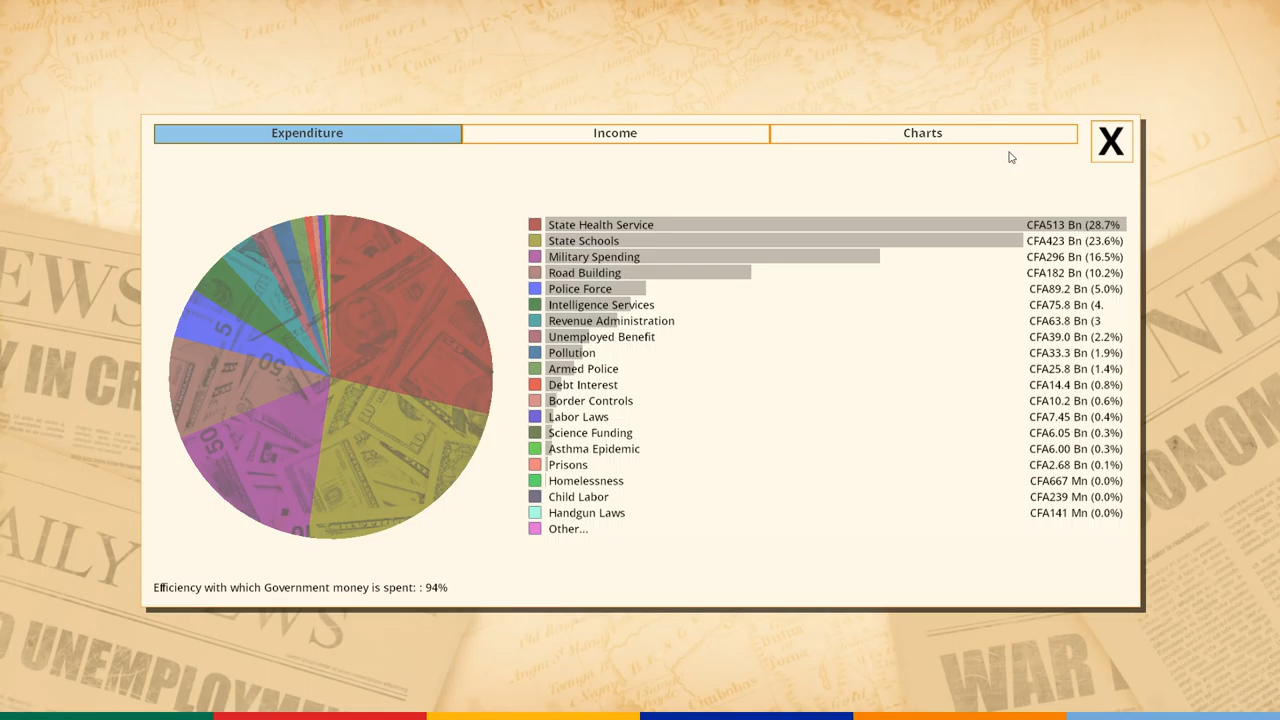 Expenditure
Income
Charts
X
State Health Service CFA513 Bn (28.7%
State Schools CFA423 Bn (23.6%)
Military Spending CFA296 Bn (16.5%)
Road Building CFA182 Bn (10.2%)
Police Force CFA89.2 Bn (5.0%)
Intelligence Services CFA75.8 Bn (4.
Revenue Administration CFA63.8 Bn (3
Unemployed Benefit CFA39.0 Bn (2.2%)
Pollution CFA33.3 Bn (1.9%)
Armed Police CFA25.8 Bn (1.4%)
Debt Interest CFA14.4 Bn (0.8%)
Border Controls CFA10.2 Bn (0.6%)
Labor Laws CFA7.45 Bn (0.4%)
Science Funding CFA6.05 Bn (0.3%)
Asthma Epidemic CFA6.00 Bn (0.3%)
Prisons CFA2.68 Bn (0.1%)
Homelessness CFA667 Mn (0.0%)
Child Labor CFA239 Mn (0.0%)
Handgun Laws CFA141 Mn (0.0%)
Other...
Efficiency with which Government money is spent: : 94%
WAR